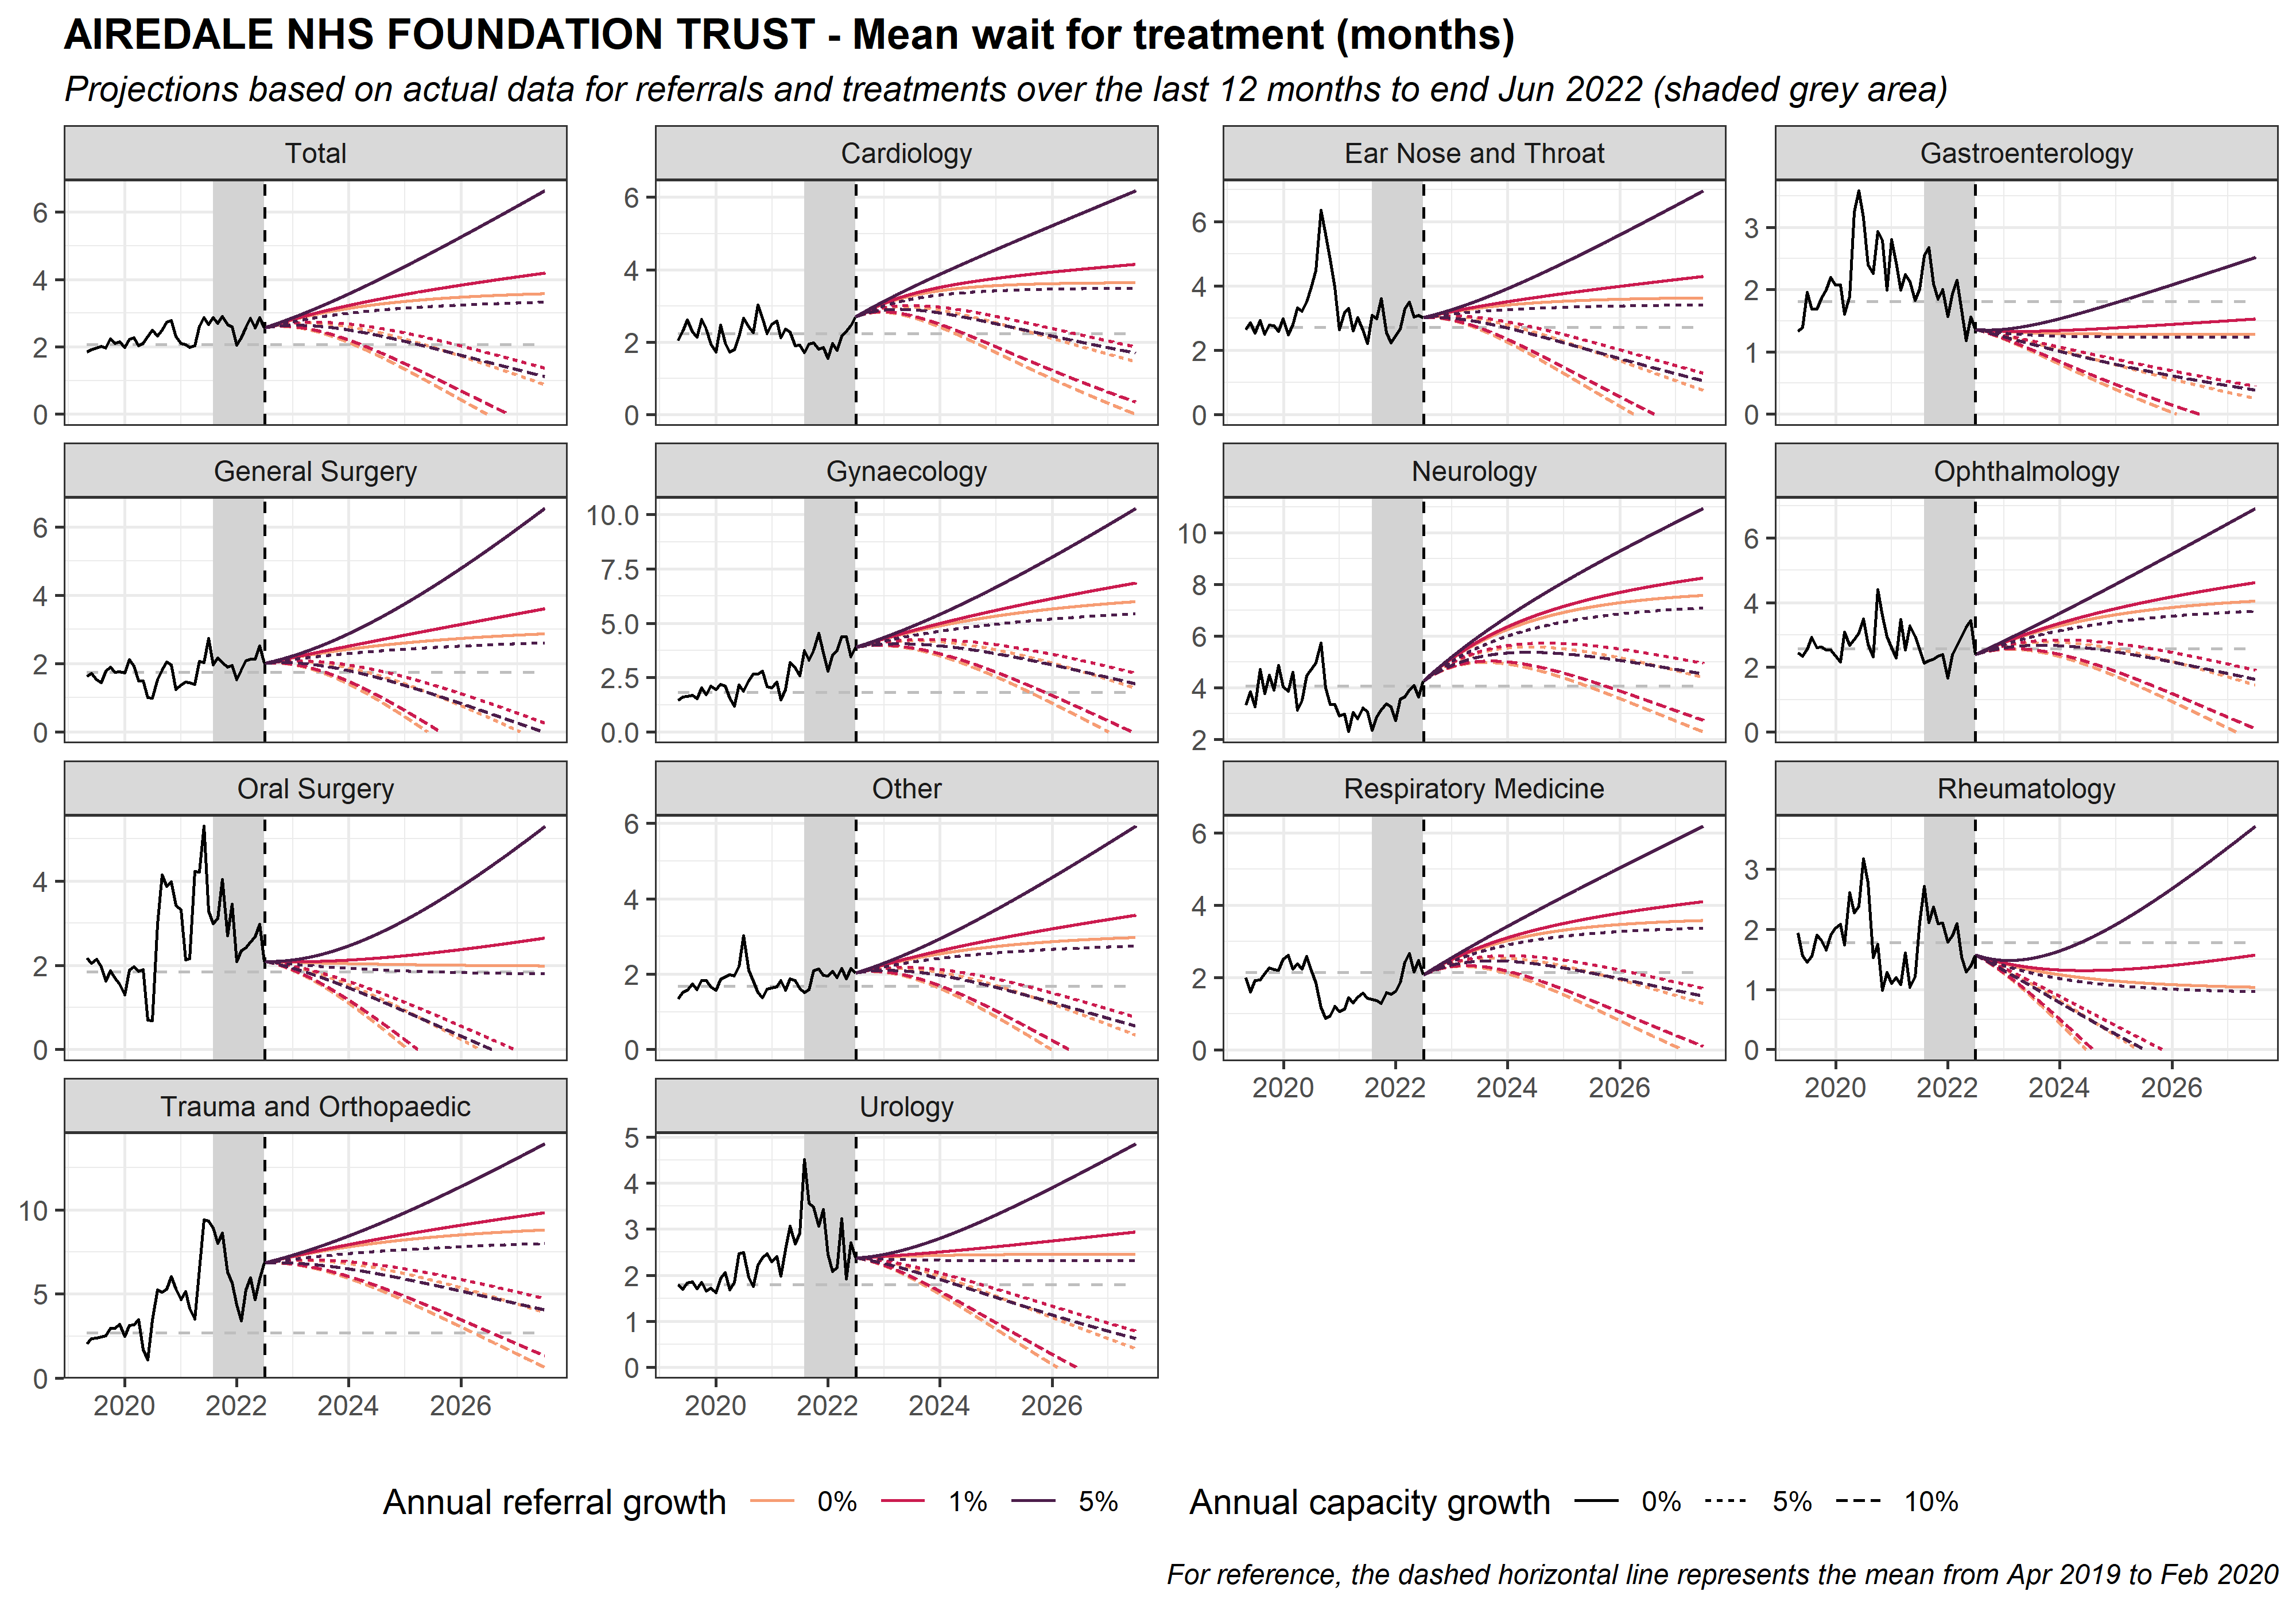 AIREDALE NHS FOUNDATION TRUST - Mean wait for treatment (months)
Projections based on actual data for referrals and treatments over the last 12 months to end Jun 2022 (shaded grey area)
Total
Cardiology
Ear Nose and Throat
Gastroenterology
6
4
2
0
6
4
2
0
6
4
2
0
3
2
1
0
General Surgery
Gynaecology
Neurology
Ophthalmology
6
4
2
0
10.0
7.5
5.0
2.5
0.0
10
8
6
4
2
6
4
2
0
Oral Surgery
Other
Respiratory Medicine
Rheumatology
4
2
0
6
4
2
0
6
4
2
0
3
2
1
0
2020 2022 2024 2026
2020 2022 2024 2026
Trauma and Orthopaedic
Urology
10
5
0
5
4
3
2
1
0
2020 2022 2024 2026
2020 2022 2024 2026
Annual referral growth 0% 1% 5%
Annual capacity growth 0% 5% 10%
For reference, the dashed horizontal line represents the mean from Apr 2019 to Feb 2020